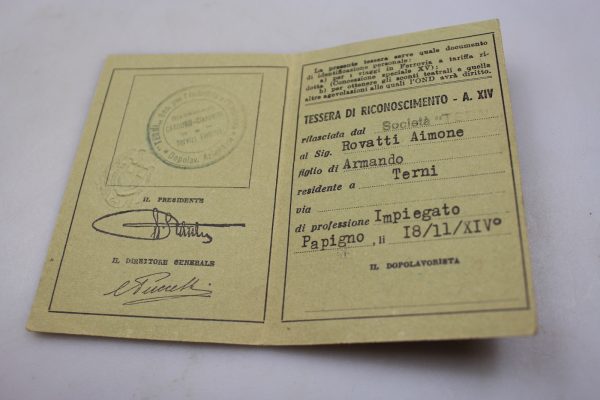 IL PRESIDENTE
IL DIRETTORE GENERALE
La presente tessera serve quale documento
di identificazione personale:
a) per i viaggi in Ferrovia a tariffa ri-
dotta (Concessione speciale XV);
b) per ottenere gli sconti teatrali e quelle
altre agevolazioni alle quali l'OND avrà diritto.
TESSERA DI RICONOSCIMENTO - A. XIV
rilasciata dal Società
al Sig. Rovatti Aimone
figlio di Armando
residente a Terni
via
di professione Impiegato
Papigno, li 18/11/XIVº
IL DOPOLAVORISTA